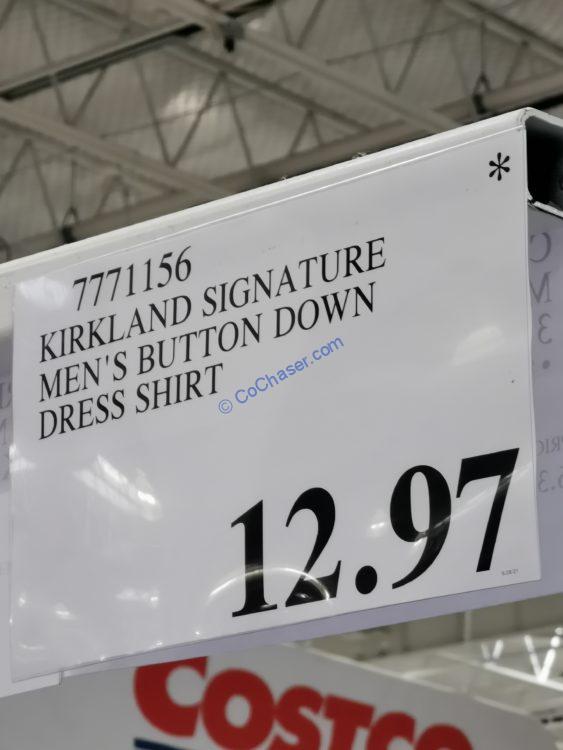 *
7771156
KIRKLAND SIGNATURE
MEN'S BUTTON DOWN
DRESS SHIRT
© CoChaser.com
12.97
COSTCO